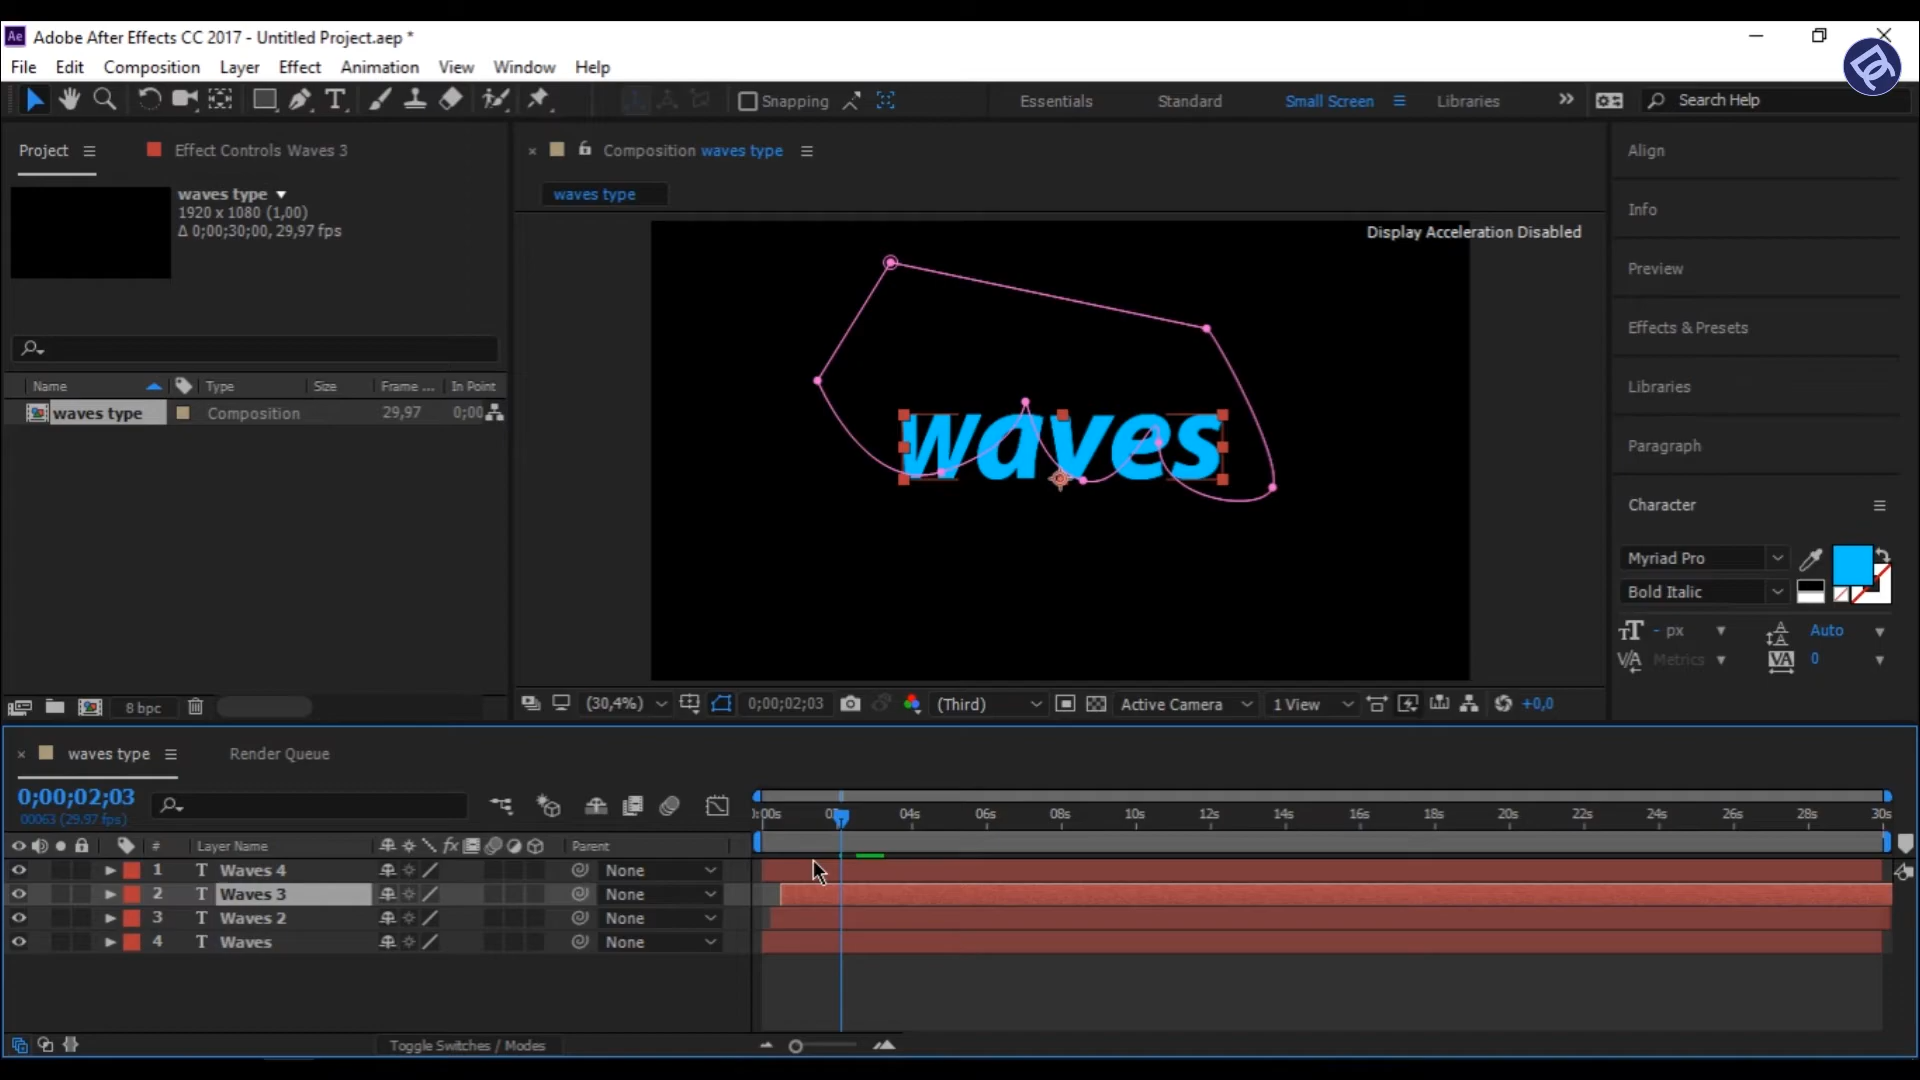 Ae Adobe After Effects CC 2017 - Untitled Project.aep *
File Edit Composition Layer Effect Animation View Window Help
T Snapping Essentials Standard Small Screen Libraries Search Help
Project Effect Controls Waves 3
waves type
1920 x 1080 (1,00)
Δ 0;00;30;00, 29,97 fps
Name Type Size Frame ... In Point
waves type Composition 29,97 0;00
8 bpc
Composition waves type
waves type
Display Acceleration Disabled
waves
(30,4%) 0;00;02;03 (Third) Active Camera 1 View +0,0
Align
Info
Preview
Effects & Presets
Libraries
Paragraph
Character
Myriad Pro
Bold Italic
- px Auto
Metrics 0
waves type Render Queue
0;00;02;03
00063 (29.97 fps)
# Layer Name fx Parent
1 T Waves 4 None
2 T Waves 3 None
3 T Waves 2 None
4 T Waves None
:00s 04s 06s 08s 10s 12s 14s 16s 18s 20s 22s 24s 26s 28s 30s
Toggle Switches / Modes